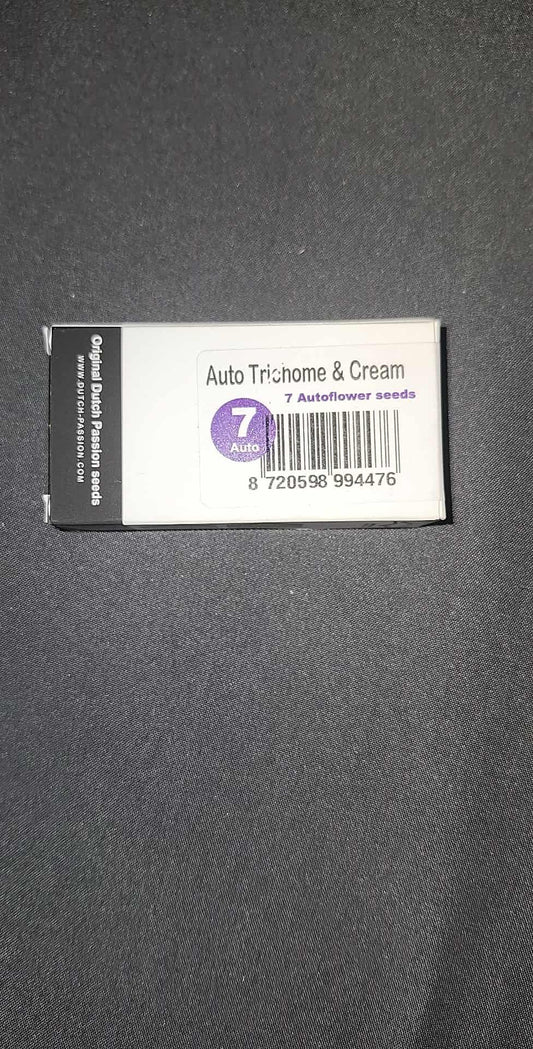 Original Dutch Passion seeds
WWW.DUTCH-PASSION.COM
Auto Trichome & Cream
7 Autoflower seeds
7
Auto
8 720598 994476